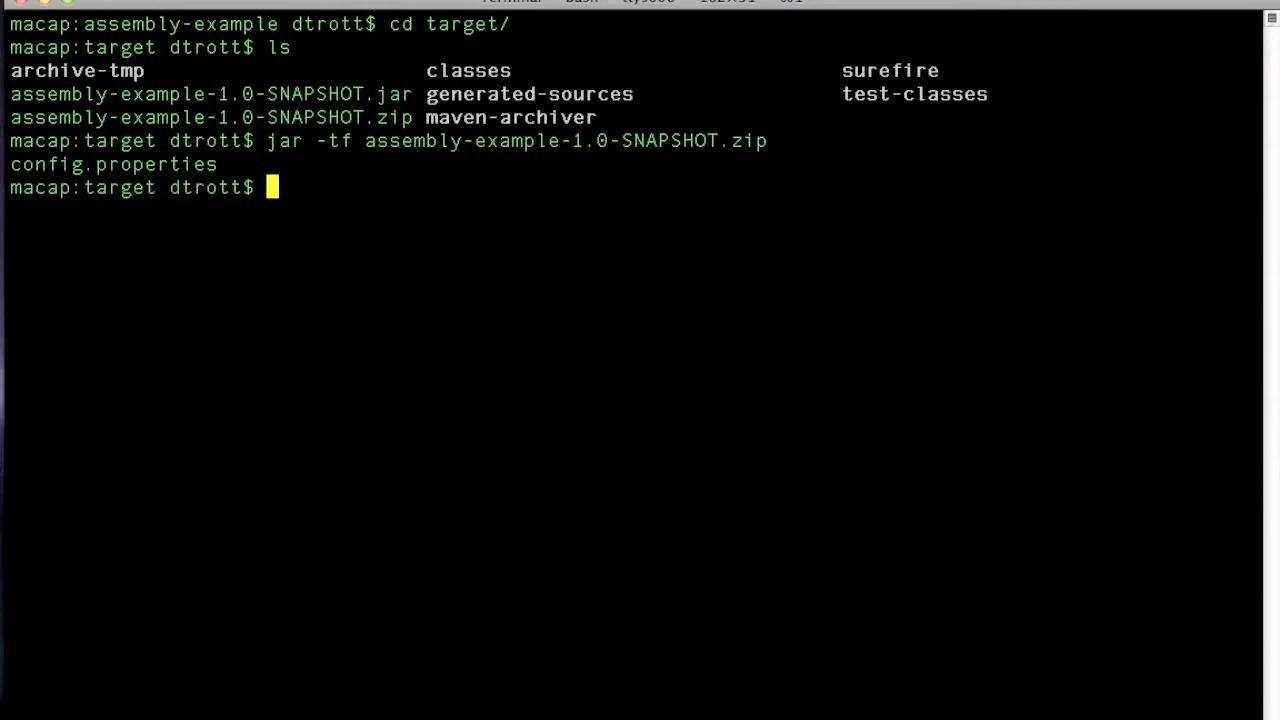 macap:assembly-example dtrott$ cd target/
macap:target dtrott$ ls
archive-tmp classes surefire
assembly-example-1.0-SNAPSHOT.jar generated-sources test-classes
assembly-example-1.0-SNAPSHOT.zip maven-archiver
macap:target dtrott$ jar -tf assembly-example-1.0-SNAPSHOT.zip
config.properties
macap:target dtrott$